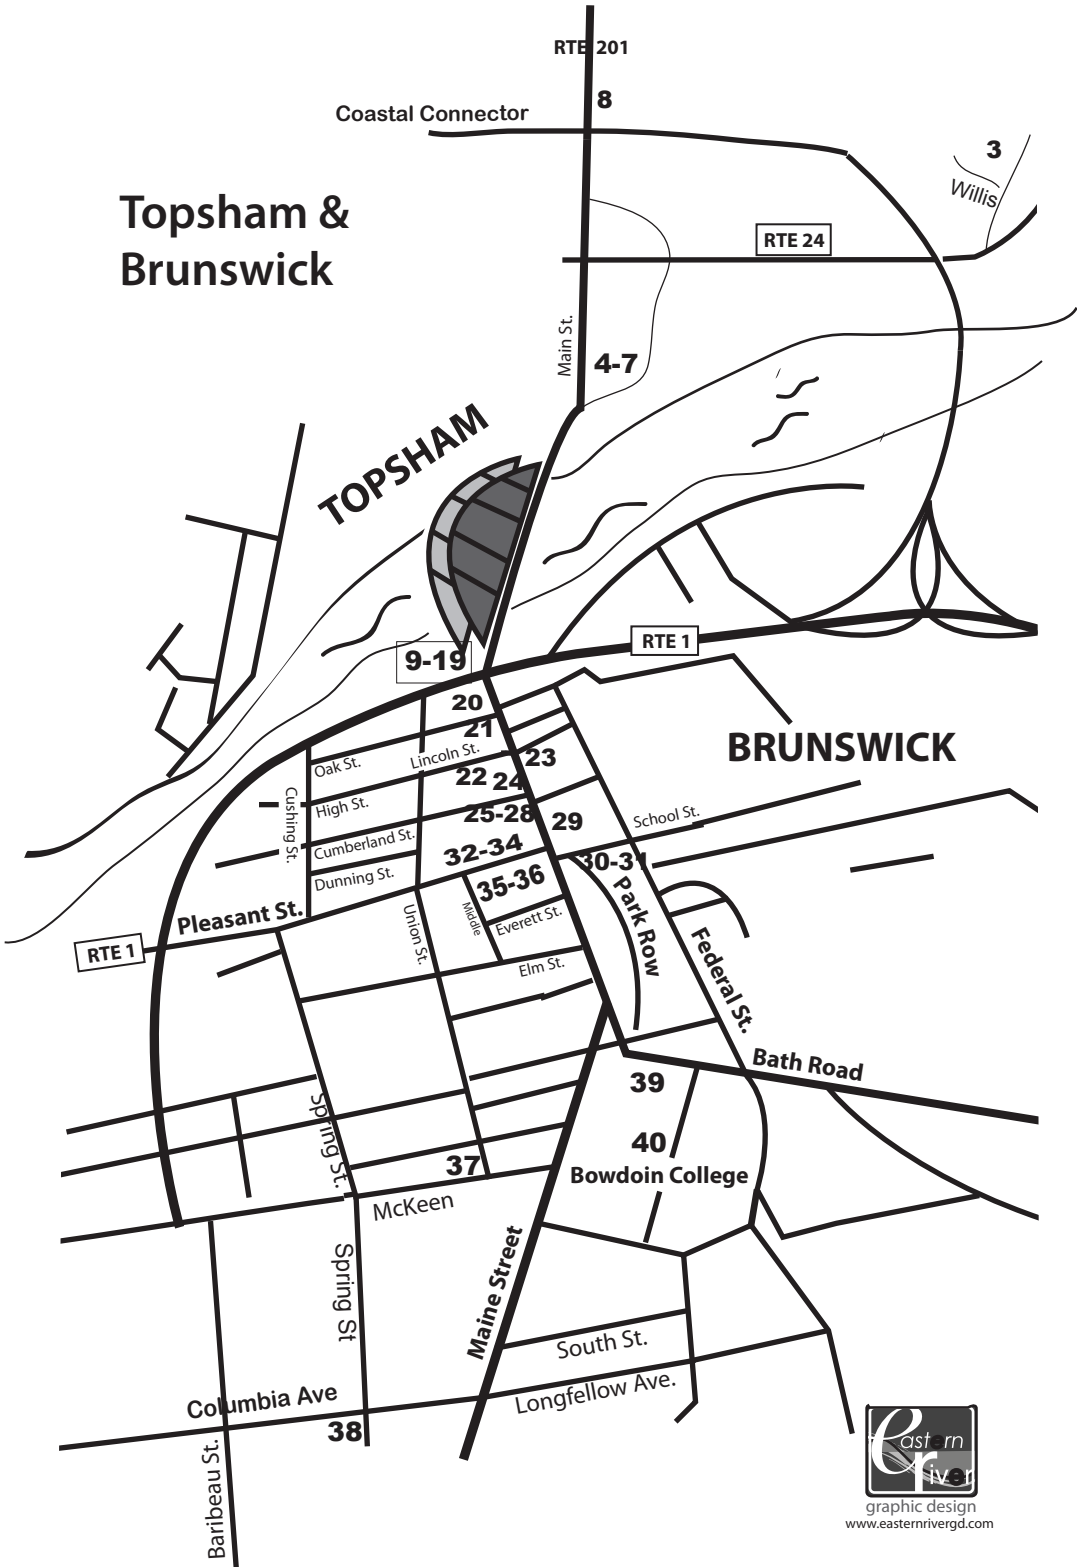 RTE 201
8
Coastal Connector
3
Willis
Topsham &
Brunswick
RTE 24
Main St.
4-7
TOPSHAM
RTE 1
9-19
20
21
BRUNSWICK
Lincoln St.
23
Oak St.
22
24
Cushing St.
High St.
25-28
29
School St.
Cumberland St.
32-34
30-31
Dunning St.
35-36
Park Row
Pleasant St.
Union St.
Middle
Everett St.
RTE 1
Federal St.
Elm St.
Bath Road
39
Spring St.
40
37
Bowdoin College
McKeen
Maine Street
Spring St
South St.
Columbia Ave
Longfellow Ave.
38
Baribeau St.
eastern
river
graphic design
www.easternrivergd.com